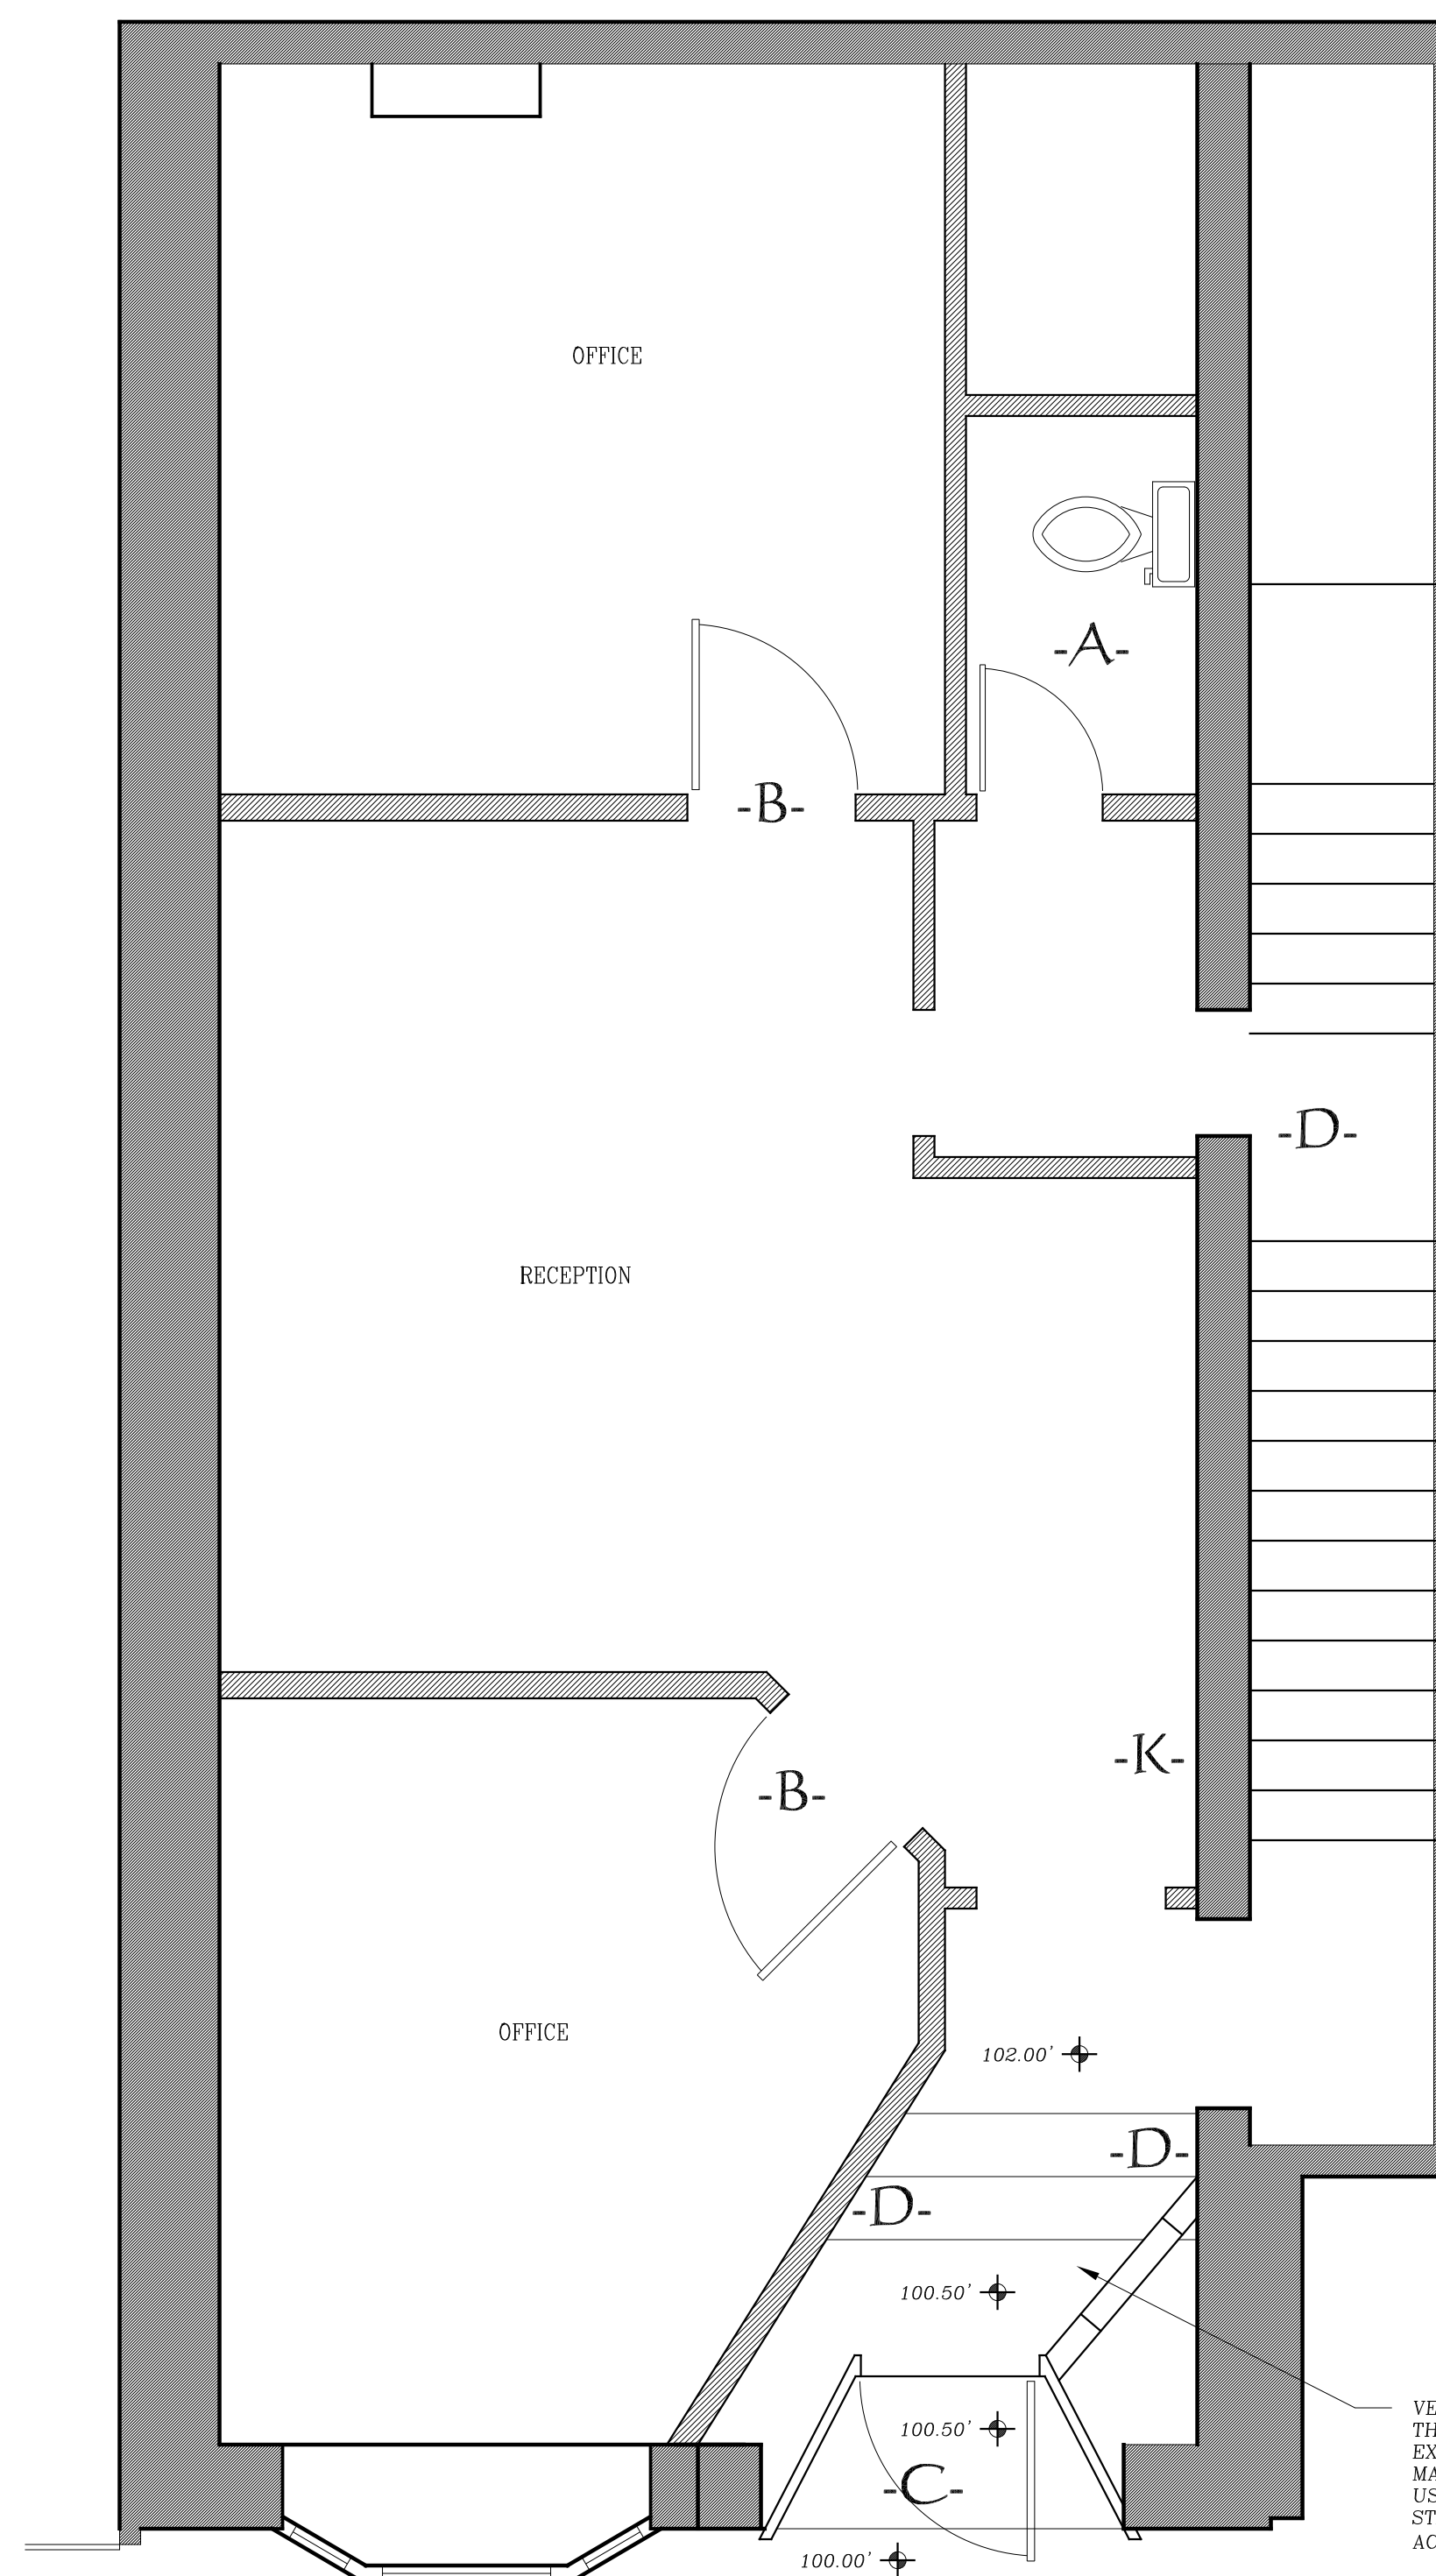 OFFICE
-A-
-B-
-D-
RECEPTION
-K-
-B-
OFFICE
102.00'
-D-
-D-
100.50'
100.50'
-C-
100.00'